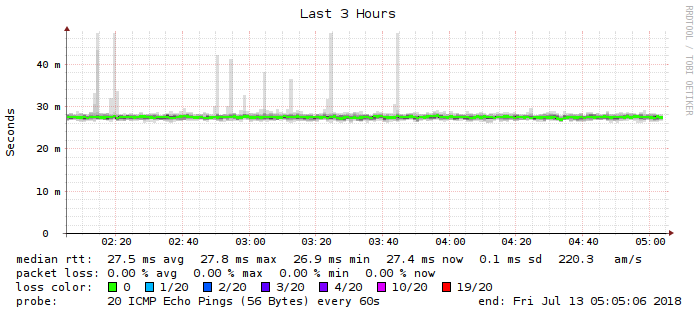 Last 3 Hours
RRDTOOL / TOBI OETIKER
Seconds
40 m
30 m
20 m
10 m
0
02:20 02:40 03:00 03:20 03:40 04:00 04:20 04:40 05:00
median rtt: 27.5 ms avg 27.8 ms max 26.9 ms min 27.4 ms now 0.1 ms sd 220.3 am/s
packet loss: 0.00 % avg 0.00 % max 0.00 % min 0.00 % now
loss color: 0 1/20 2/20 3/20 4/20 10/20 19/20
probe: 20 ICMP Echo Pings (56 Bytes) every 60s end: Fri Jul 13 05:05:06 2018